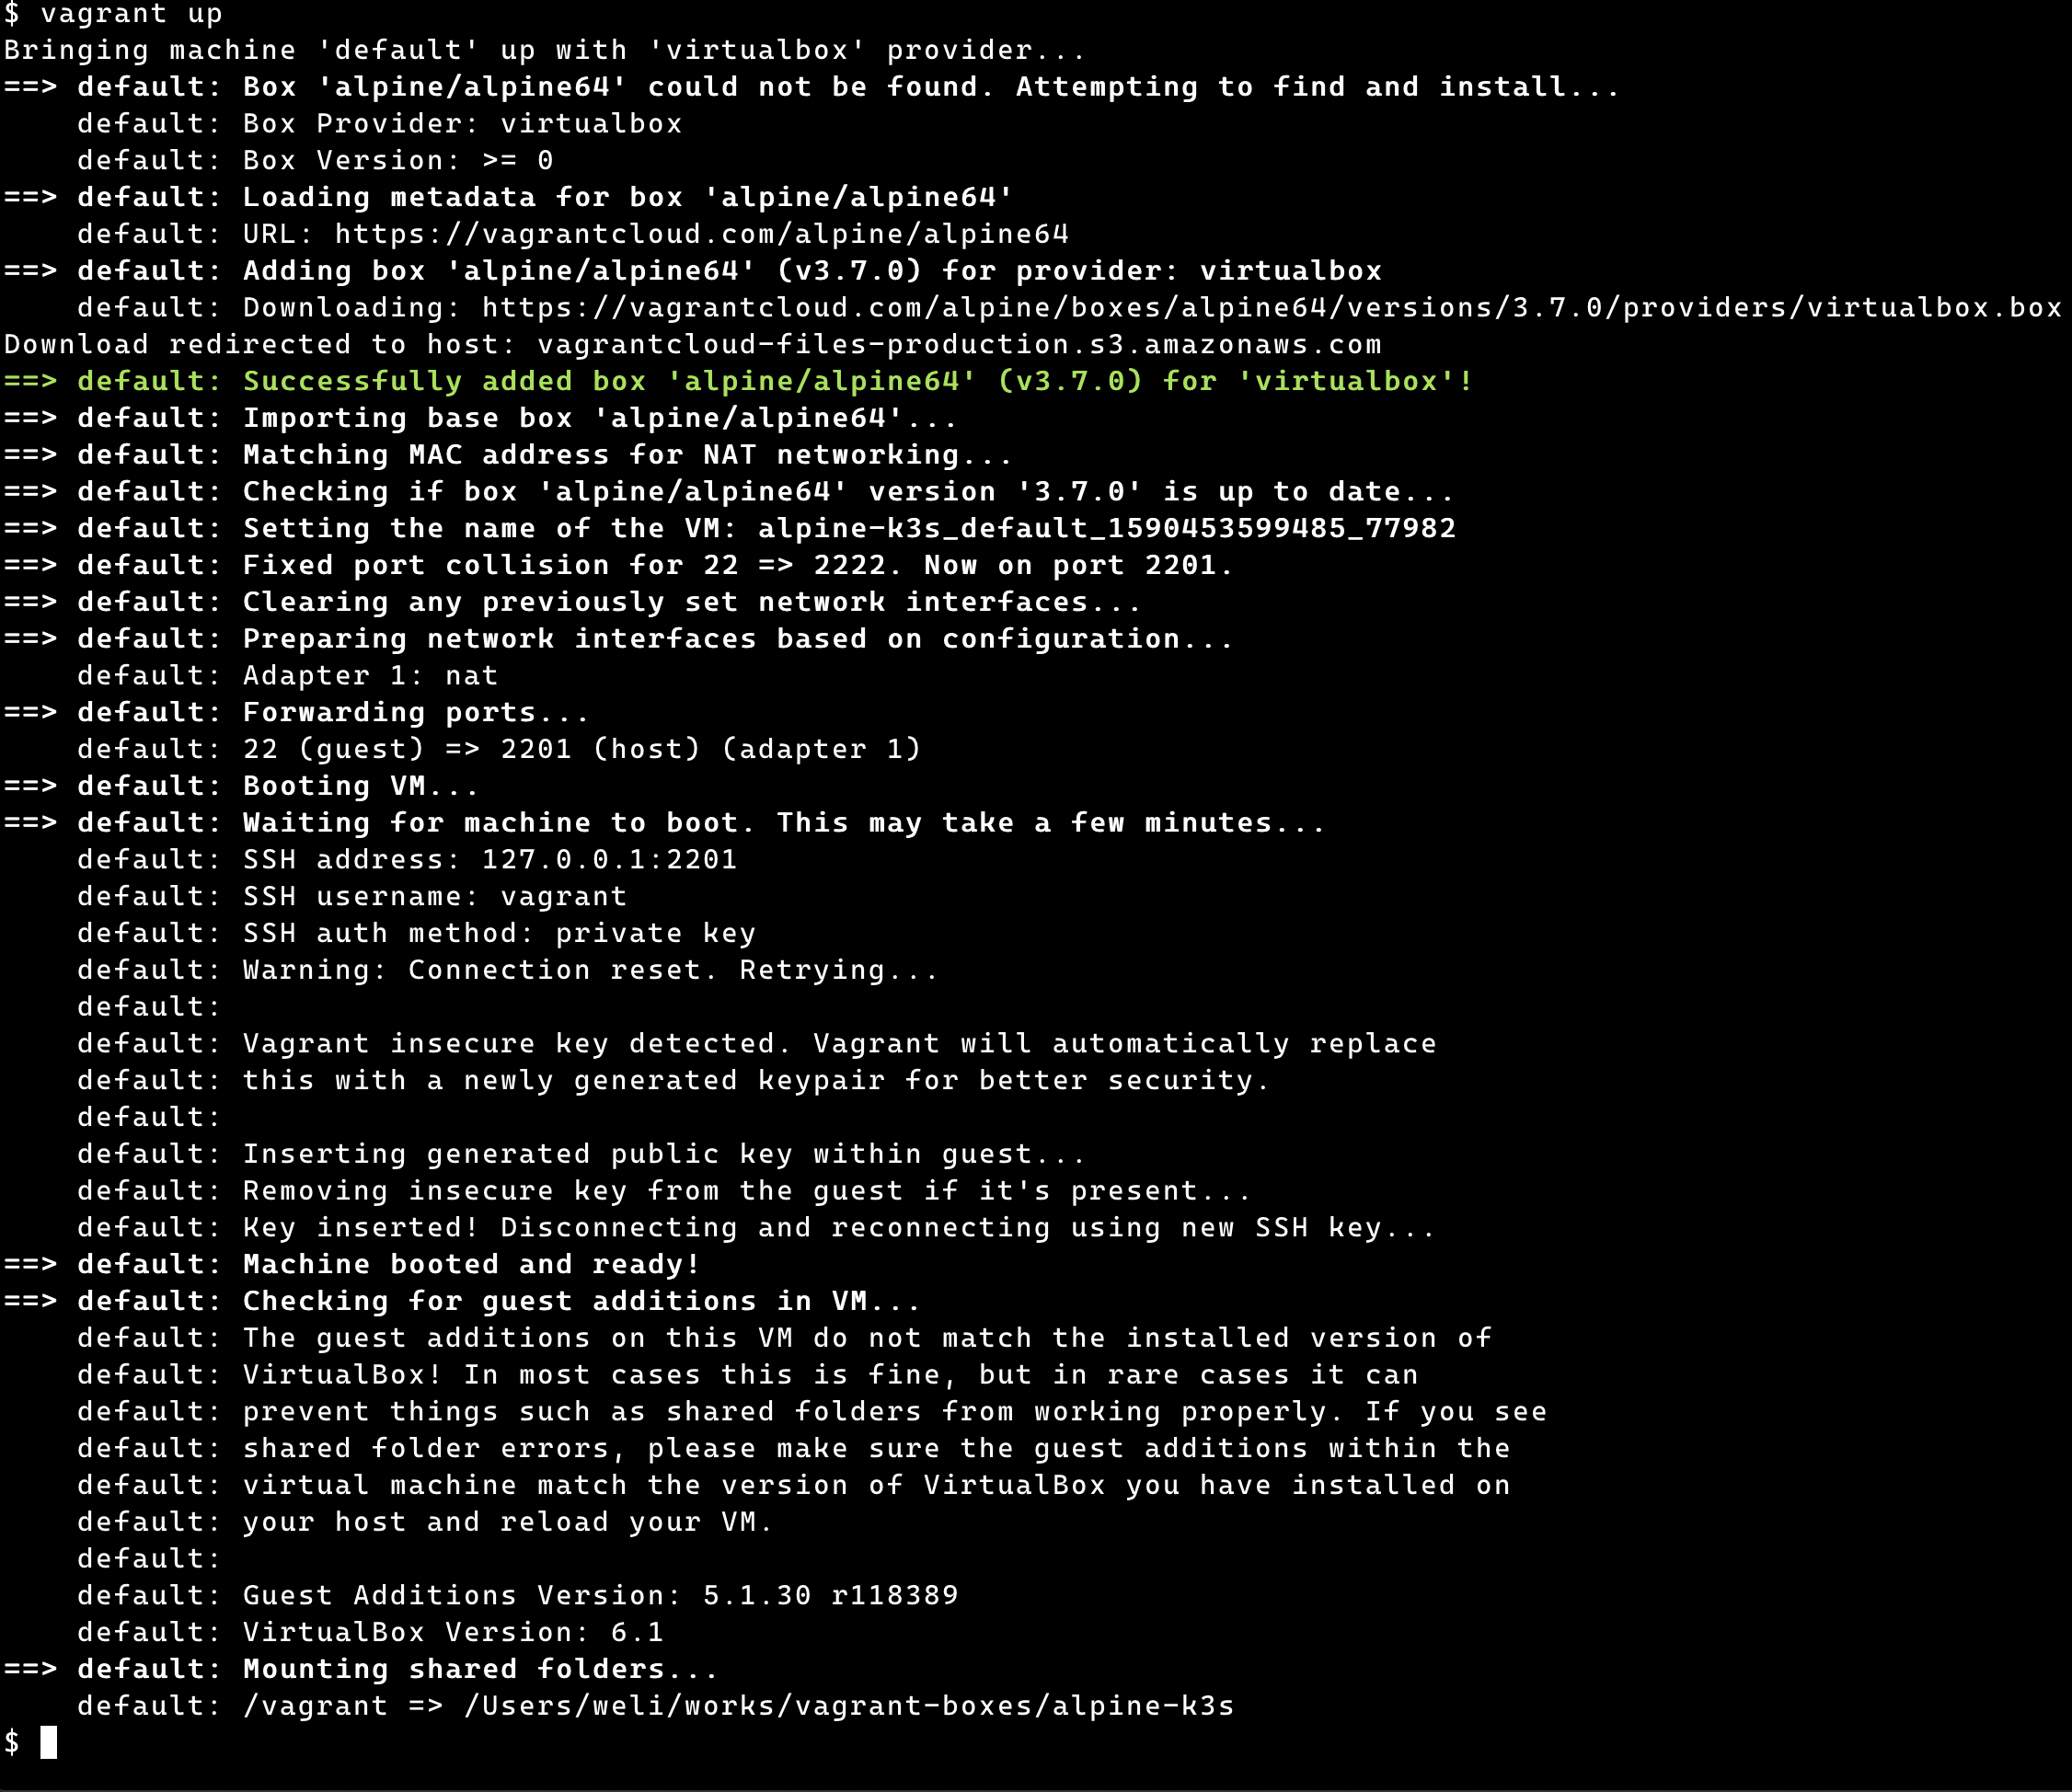 $ vagrant up
Bringing machine 'default' up with 'virtualbox' provider...
==> default: Box 'alpine/alpine64' could not be found. Attempting to find and install...
    default: Box Provider: virtualbox
    default: Box Version: >= 0
==> default: Loading metadata for box 'alpine/alpine64'
    default: URL: https://vagrantcloud.com/alpine/alpine64
==> default: Adding box 'alpine/alpine64' (v3.7.0) for provider: virtualbox
    default: Downloading: https://vagrantcloud.com/alpine/boxes/alpine64/versions/3.7.0/providers/virtualbox.box
Download redirected to host: vagrantcloud-files-production.s3.amazonaws.com
==> default: Successfully added box 'alpine/alpine64' (v3.7.0) for 'virtualbox'!
==> default: Importing base box 'alpine/alpine64'...
==> default: Matching MAC address for NAT networking...
==> default: Checking if box 'alpine/alpine64' version '3.7.0' is up to date...
==> default: Setting the name of the VM: alpine-k3s_default_1590453599485_77982
==> default: Fixed port collision for 22 => 2222. Now on port 2201.
==> default: Clearing any previously set network interfaces...
==> default: Preparing network interfaces based on configuration...
    default: Adapter 1: nat
==> default: Forwarding ports...
    default: 22 (guest) => 2201 (host) (adapter 1)
==> default: Booting VM...
==> default: Waiting for machine to boot. This may take a few minutes...
    default: SSH address: 127.0.0.1:2201
    default: SSH username: vagrant
    default: SSH auth method: private key
    default: Warning: Connection reset. Retrying...
    default:
    default: Vagrant insecure key detected. Vagrant will automatically replace
    default: this with a newly generated keypair for better security.
    default:
    default: Inserting generated public key within guest...
    default: Removing insecure key from the guest if it's present...
    default: Key inserted! Disconnecting and reconnecting using new SSH key...
==> default: Machine booted and ready!
==> default: Checking for guest additions in VM...
    default: The guest additions on this VM do not match the installed version of
    default: VirtualBox! In most cases this is fine, but in rare cases it can
    default: prevent things such as shared folders from working properly. If you see
    default: shared folder errors, please make sure the guest additions within the
    default: virtual machine match the version of VirtualBox you have installed on
    default: your host and reload your VM.
    default:
    default: Guest Additions Version: 5.1.30 r118389
    default: VirtualBox Version: 6.1
==> default: Mounting shared folders...
    default: /vagrant => /Users/weli/works/vagrant-boxes/alpine-k3s
$